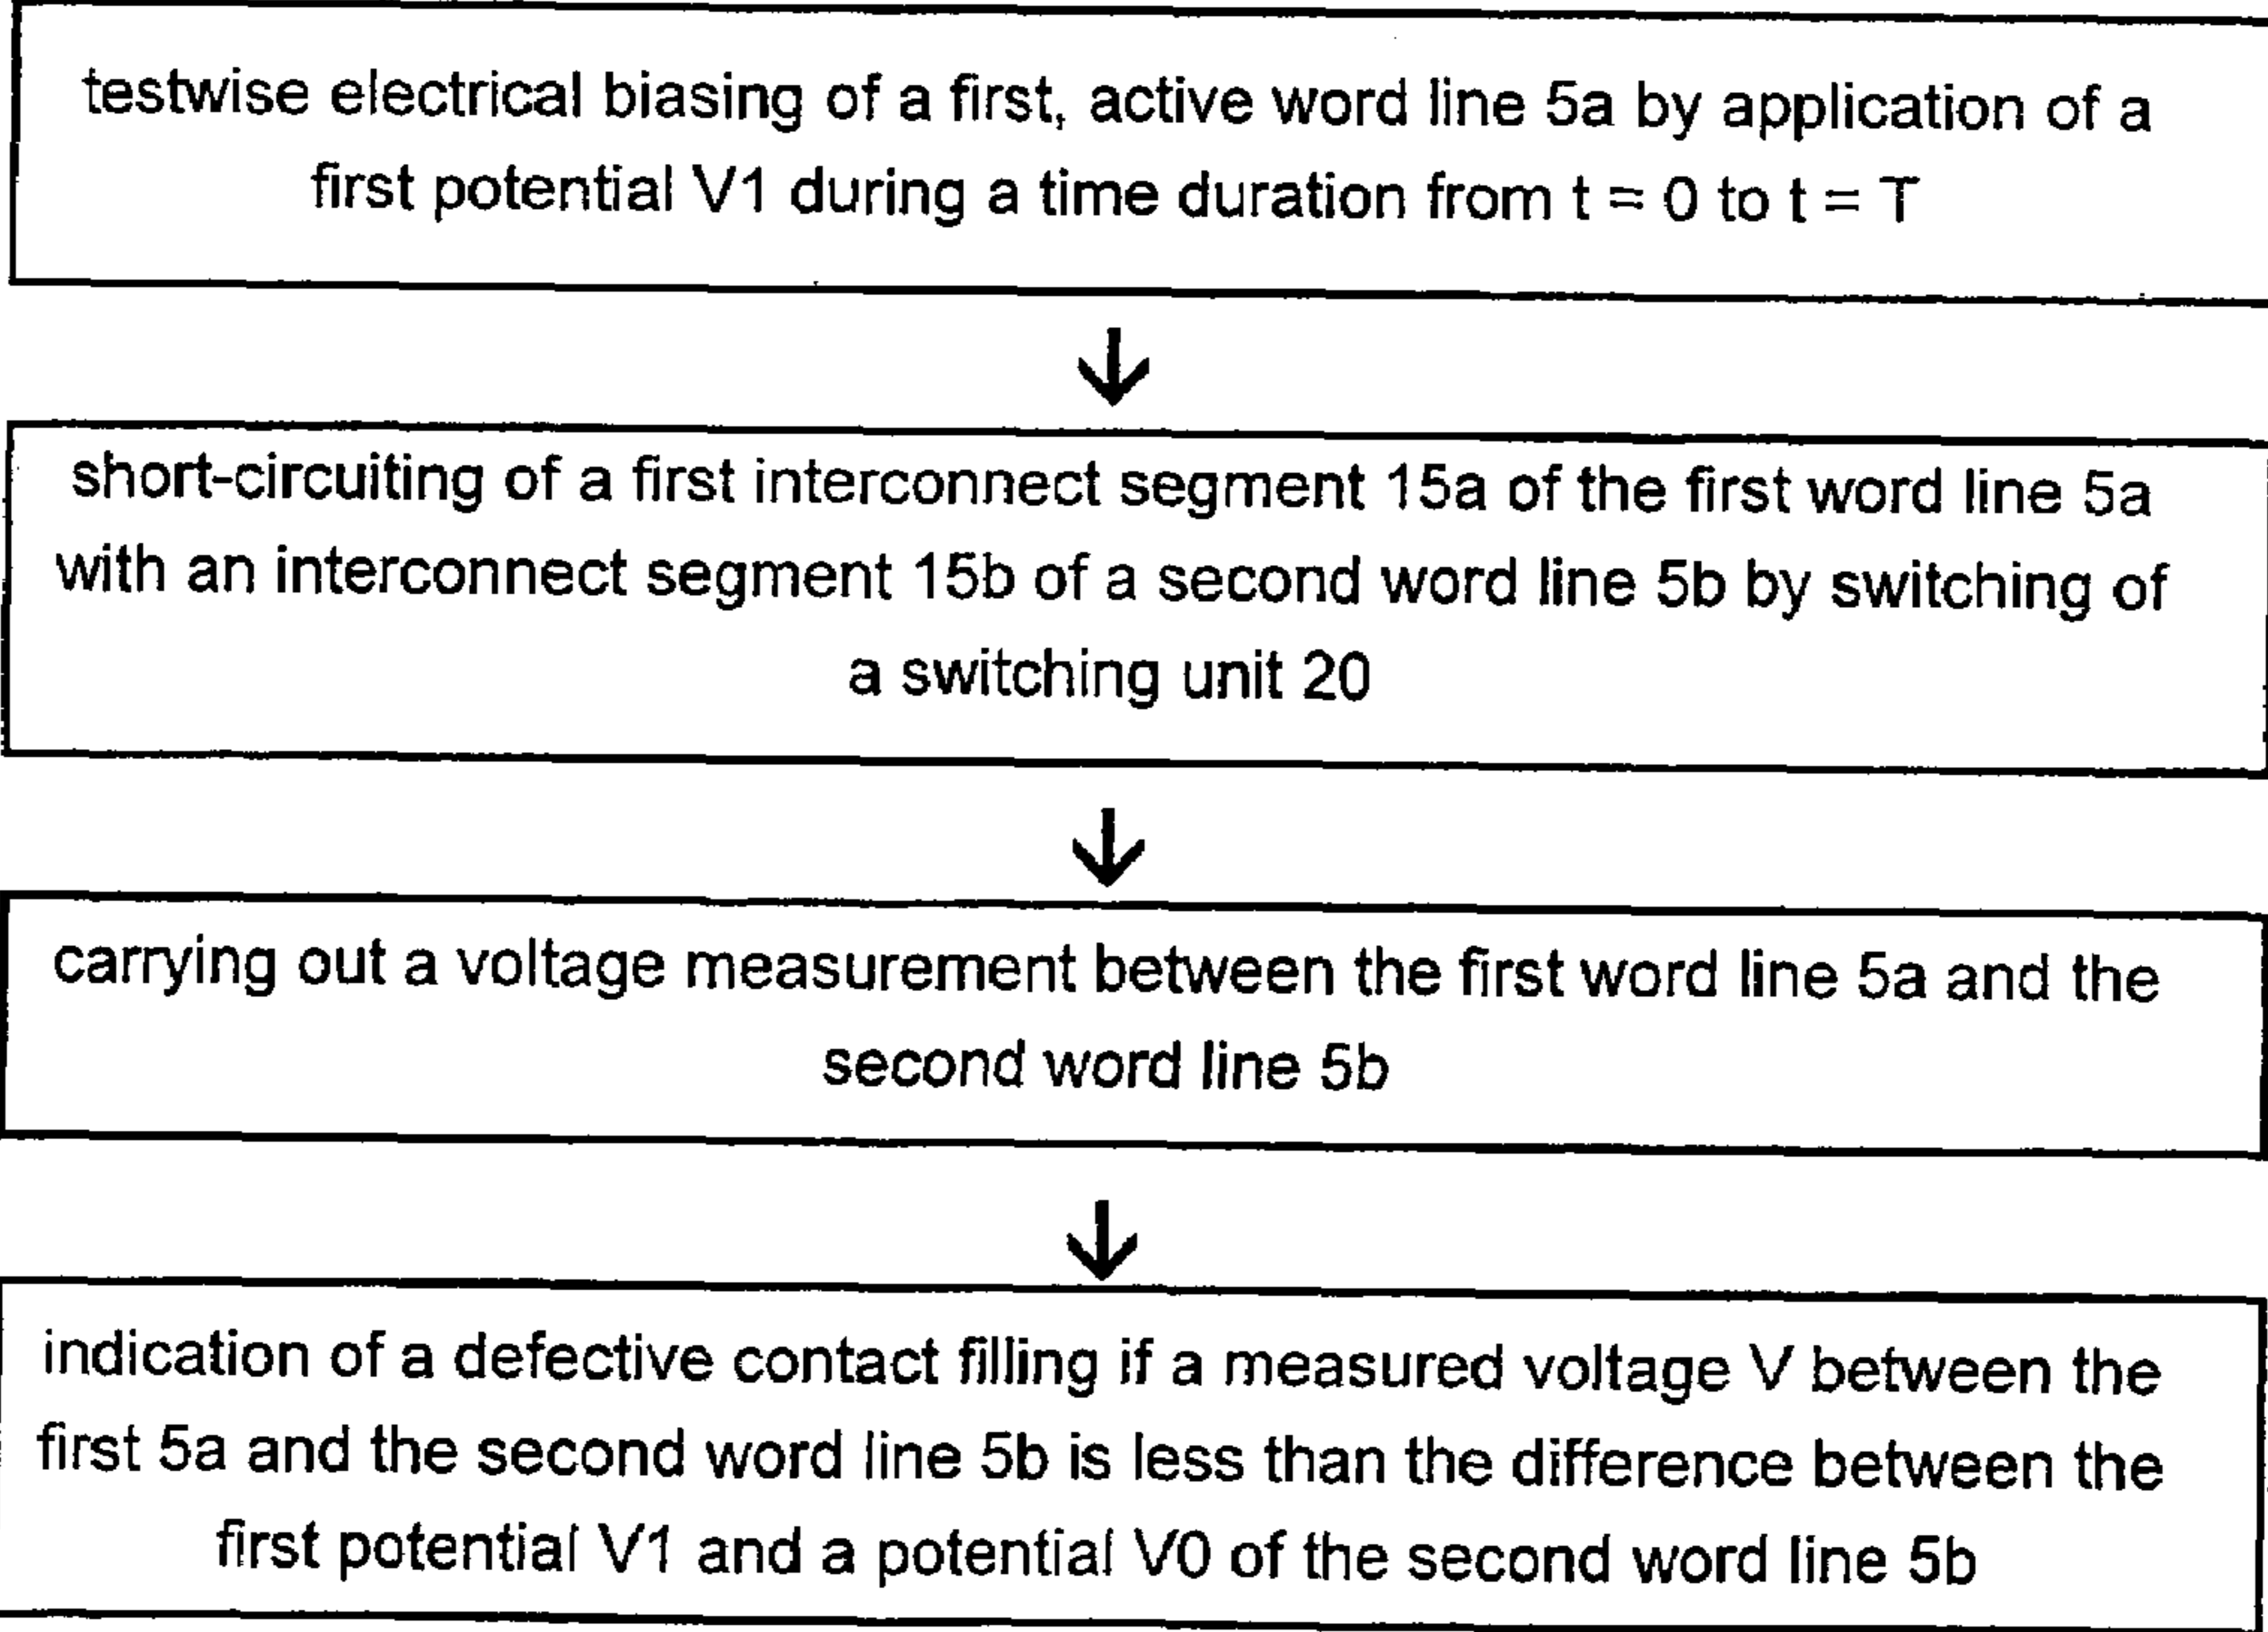 testwise electrical biasing of a first, active word line 5a by application of a
first potential V1 during a time duration from t = 0 to t = T
↓
short-circuiting of a first interconnect segment 15a of the first word line 5a
with an interconnect segment 15b of a second word line 5b by switching of
a switching unit 20
↓
carrying out a voltage measurement between the first word line 5a and the
second word line 5b
↓
indication of a defective contact filling if a measured voltage V between the
first 5a and the second word line 5b is less than the difference between the
first potential V1 and a potential V0 of the second word line 5b